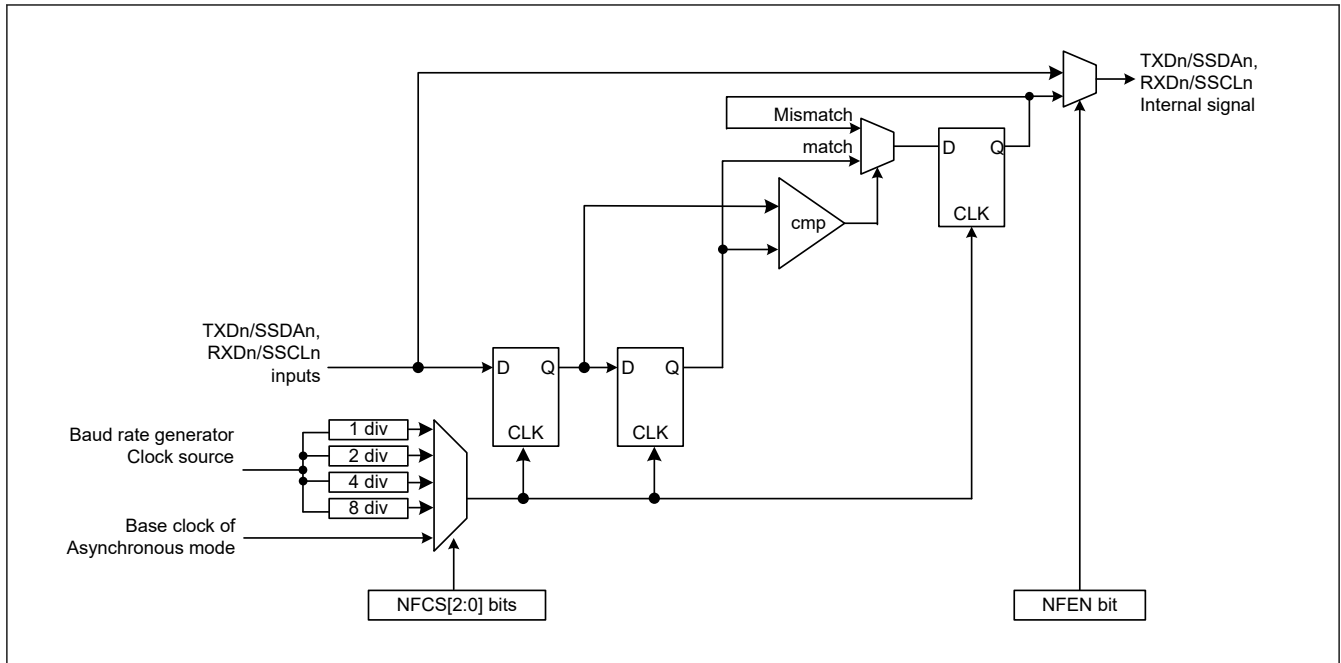 TXDn/SSDAn,
RXDn/SSCLn
Internal signal
Mismatch
match
D
Q
CLK
cmp
TXDn/SSDAn,
RXDn/SSCLn
inputs
D
Q
CLK
D
Q
CLK
Baud rate generator
Clock source
1 div
2 div
4 div
8 div
Base clock of
Asynchronous mode
NFCS[2:0] bits
NFEN bit